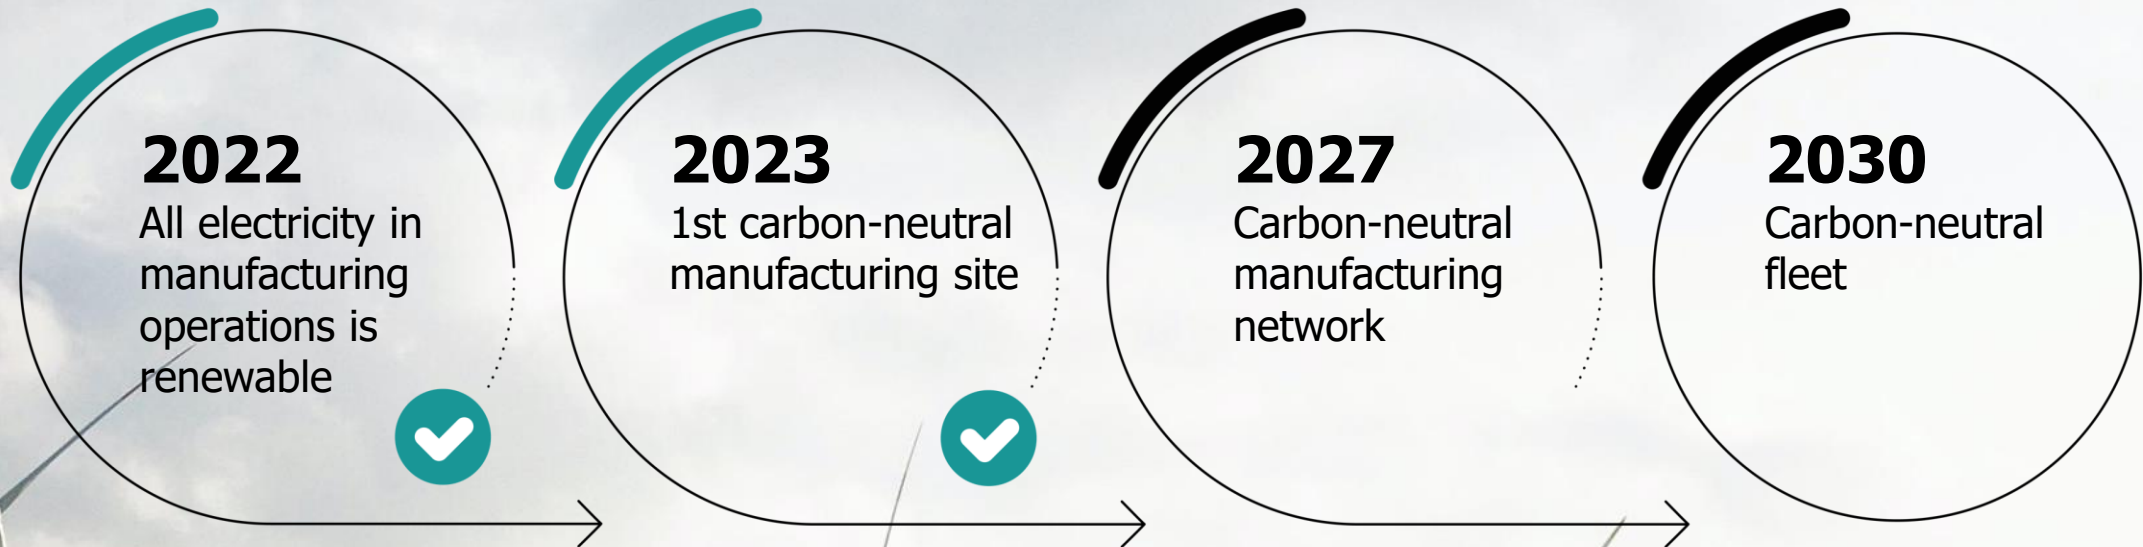 2022
All electricity in
manufacturing
operations is
renewable
2023
1st carbon-neutral
manufacturing site
2027
Carbon-neutral
manufacturing
network
2030
Carbon-neutral
fleet